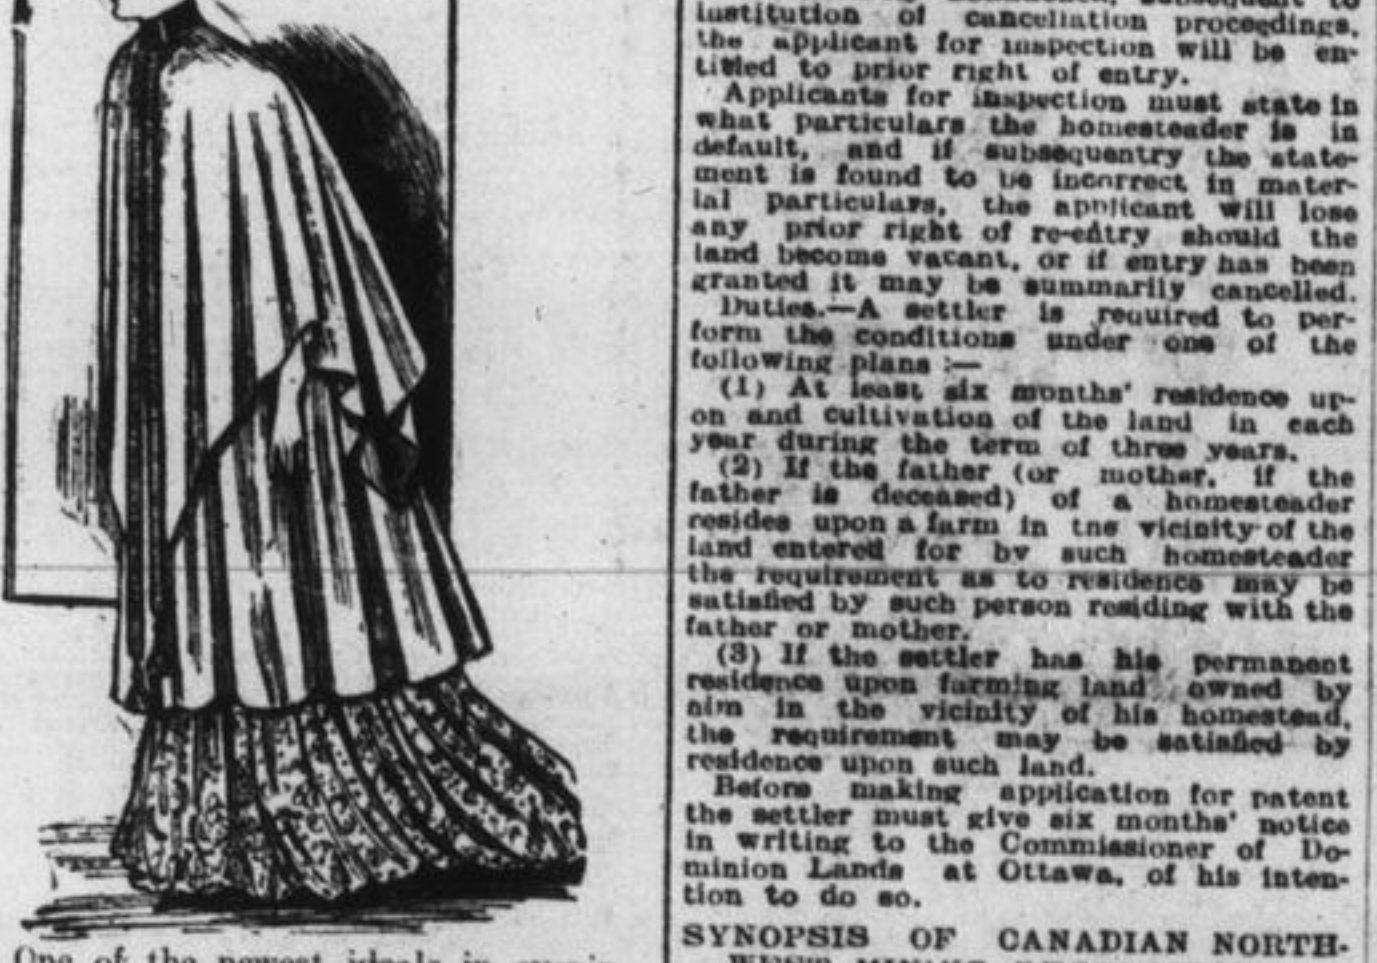 institution of cancellation proceedings,
the applicant for inspection will be en-
titled to prior right of entry.
Applicants for inspection must state in
what particulars the homesteader is in
default, and if subsequentry the state-
ment is found to be incorrect in mater-
ial particulars, the applicant will lose
any prior right of re-entry should the
land become vacant, or if entry has been
granted it may be summarily cancelled.
Duties.—A settler is required to per-
form the conditions under one of the
following plans :—
(1) At least six months' residence up-
on and cultivation of the land in each
year during the term of three years.
(2) If the father (or mother, if the
father is deceased) of a homesteader
resides upon a farm in the vicinity of the
land entered for by such homesteader
the requirement as to residence may be
satisfied by such person residing with the
father or mother.
(3) If the settler has his permanent
residence upon farming land owned by
him in the vicinity of his homestead,
the requirement may be satisfied by
residence upon such land.
Before making application for patent
the settler must give six months' notice
in writing to the Commissioner of Do-
minion Lands at Ottawa, of his inten-
tion to do so.
SYNOPSIS OF CANADIAN NORTH-
One of the newest ideals in